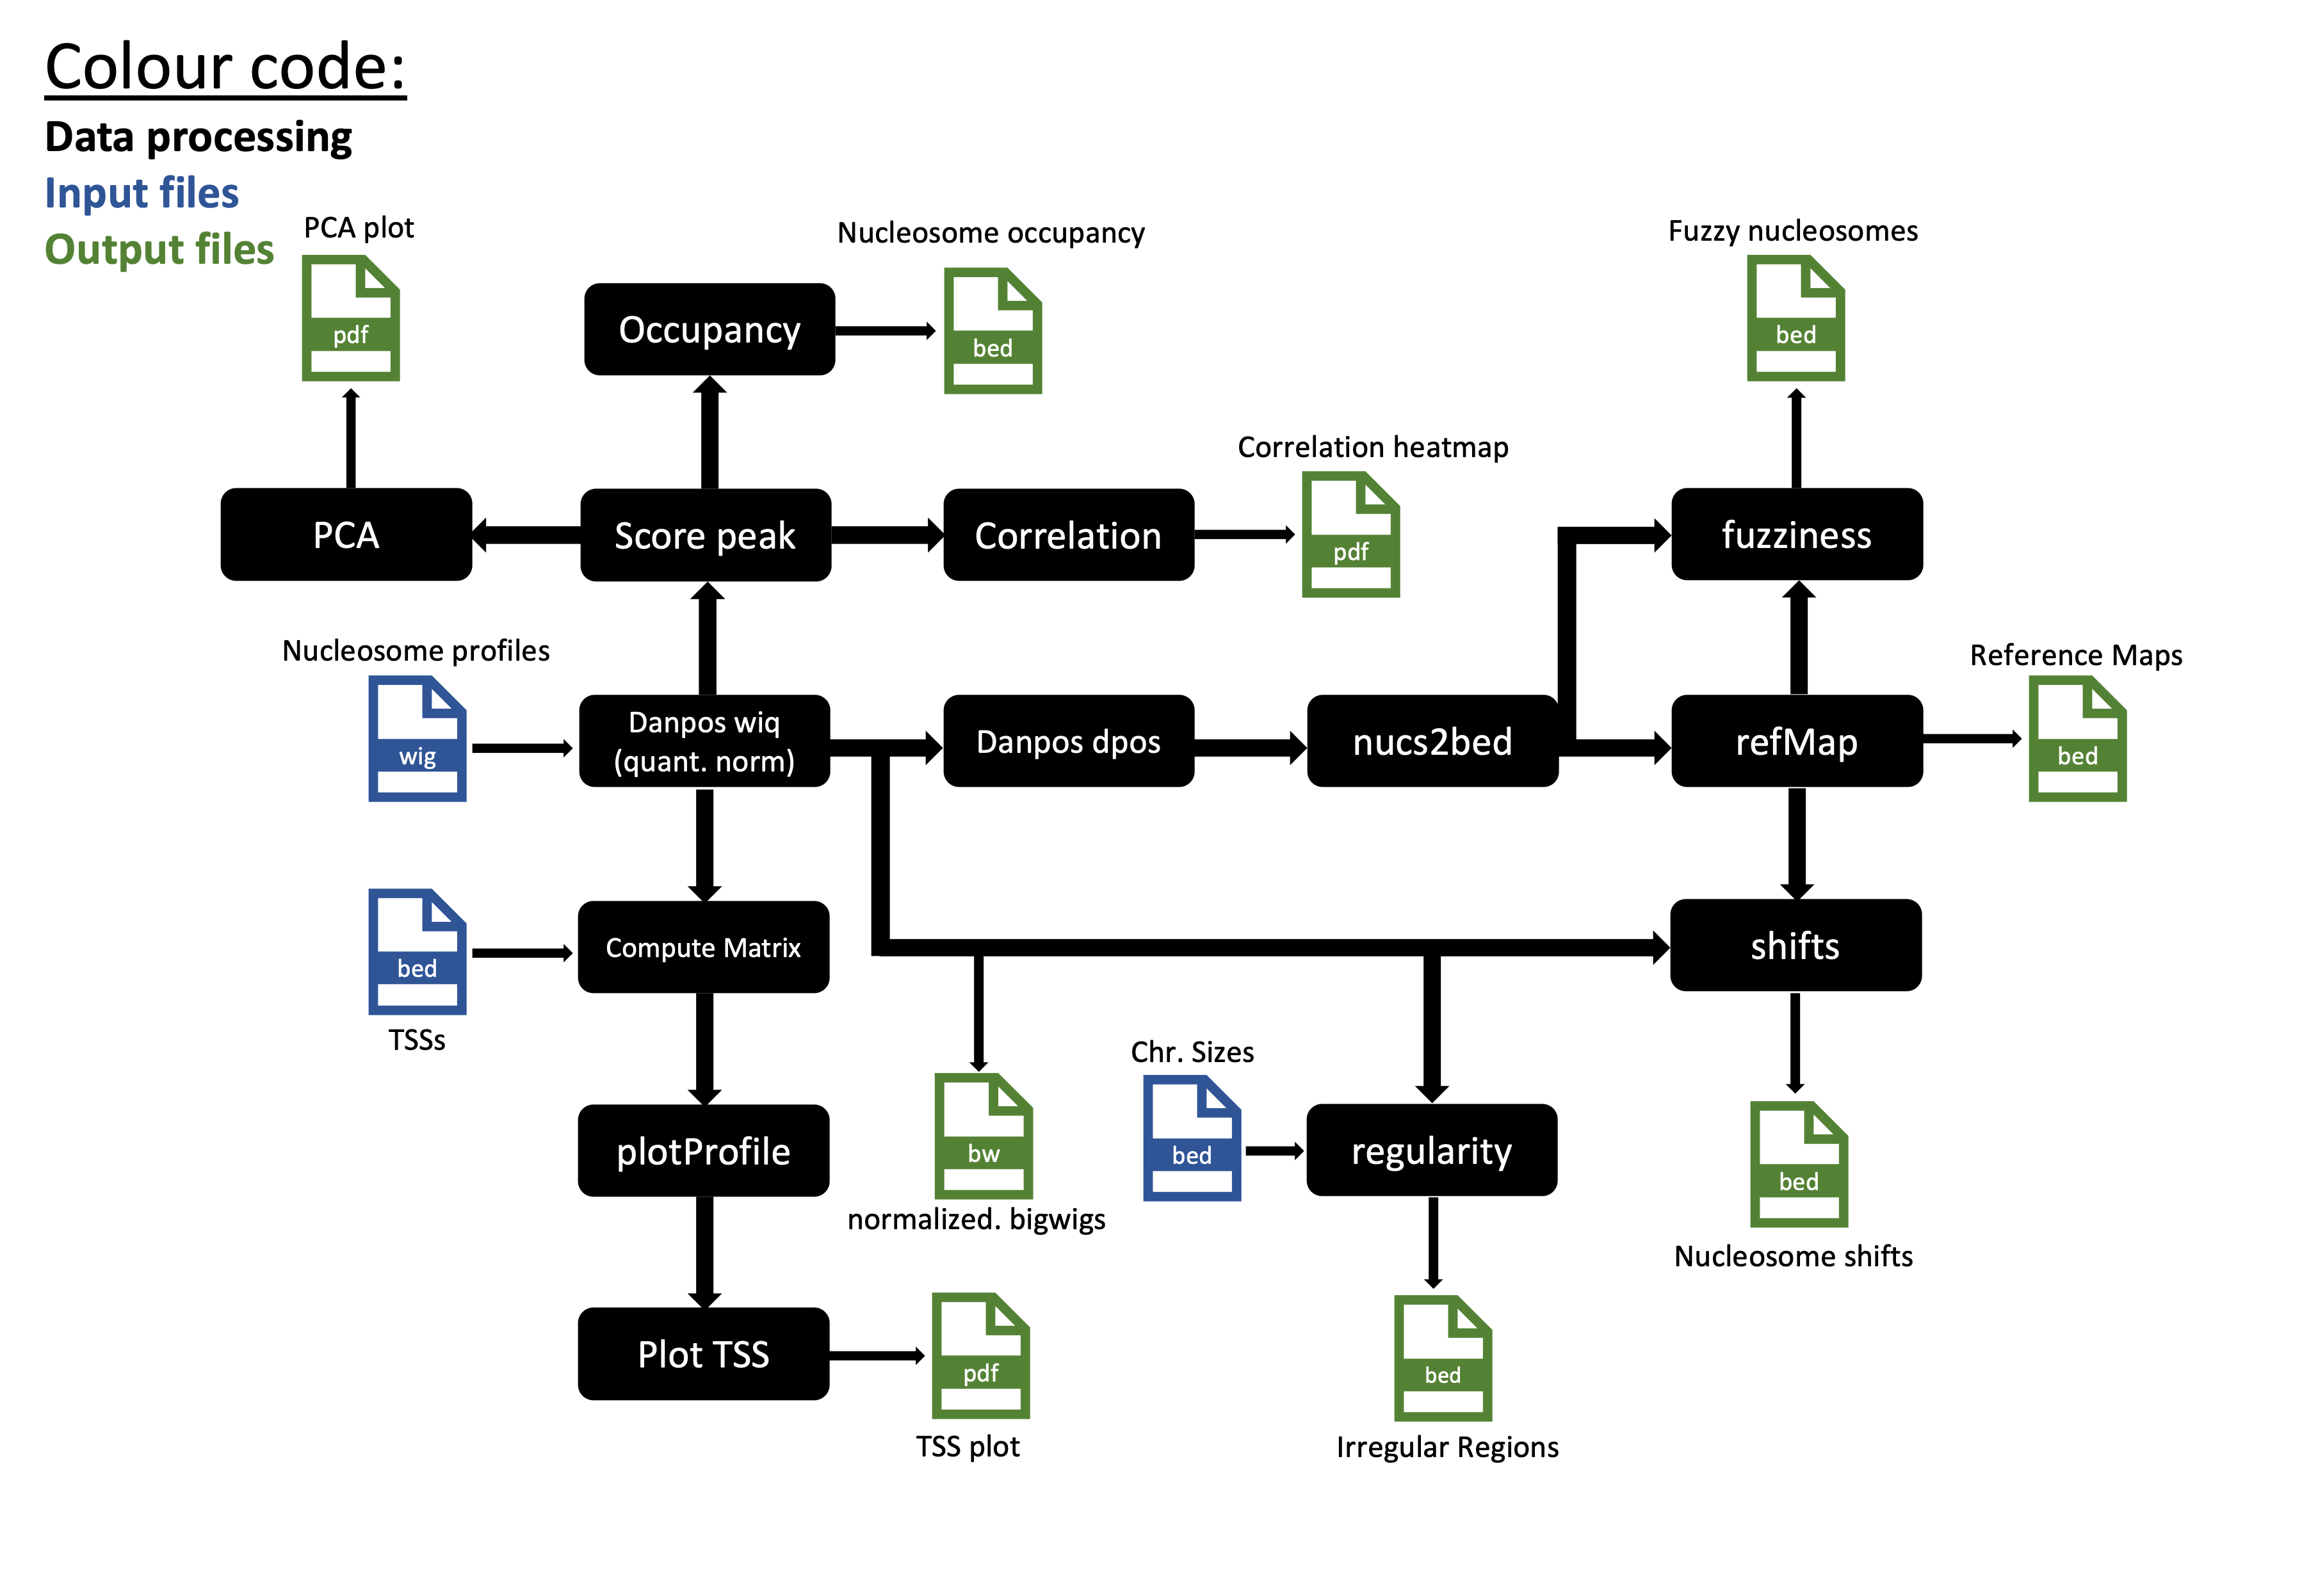 Colour code:
Data processing
Input files
Output files
PCA plot
pdf
Nucleosome occupancy
Occupancy
bed
Fuzzy nucleosomes
bed
Correlation heatmap
pdf
PCA
Score peak
Correlation
fuzziness
Nucleosome profiles
wig
Danpos wiq
(quant. norm)
Danpos dpos
nucs2bed
refMap
Reference Maps
bed
bed
TSSs
Compute Matrix
shifts
Chr. Sizes
plotProfile
bw
normalized. bigwigs
bed
regularity
bed
Nucleosome shifts
Plot TSS
pdf
TSS plot
bed
Irregular Regions